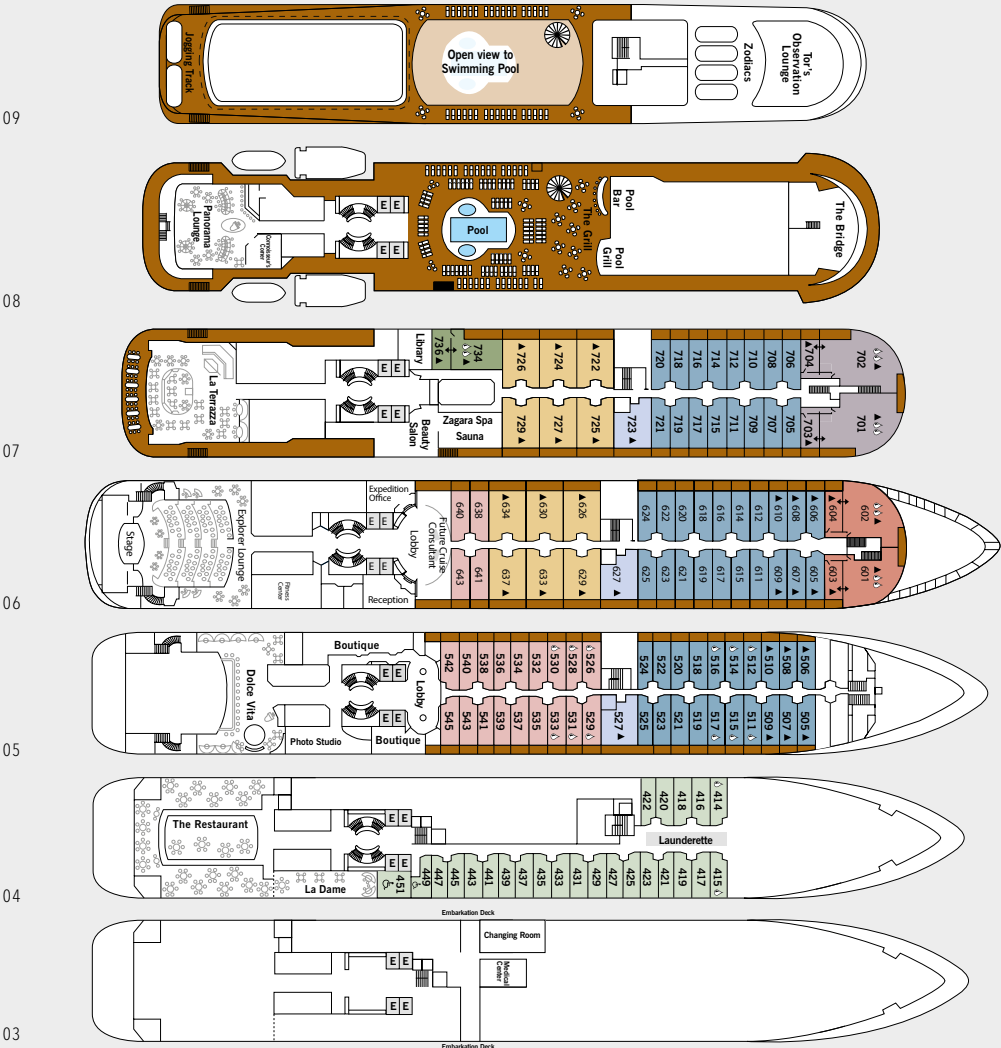 Jogging Track
Open view to
Swimming Pool
Zodiacs
Tor's
Observation
Lounge
09
Panorama
Lounge
Connoisseur's
Corner
E E
E E
Pool
The Grill
Pool
Bar
Pool
Grill
The Bridge
08
La Terrazza
E E
E E
Library
Beauty
Salon
736
734
Zagara Spa
Sauna
726
724
722
720
718
716
714
712
710
708
706
704
702
729
727
725
723
721
719
717
715
711
709
707
705
703
701
07
Stage
Explorer Lounge
Fitness
Center
Expedition
Office
E E
E E
Lobby
Reception
Future Cruise
Consultant
640
638
634
630
626
624
622
620
618
616
614
612
610
608
606
604
602
643
641
637
633
629
627
625
623
621
619
617
615
611
609
607
605
603
601
06
Dolce Vita
Boutique
E E
E E
Photo Studio
Boutique
Lobby
542
540
538
536
534
532
530
528
526
524
522
520
518
516
514
512
510
508
506
545
543
541
539
537
535
533
531
529
527
525
523
521
519
517
515
511
509
507
505
05
The Restaurant
E E
E E
La Dame
422
420
418
416
414
Launderette
451
449
447
445
443
441
439
437
435
433
431
429
427
425
423
421
419
417
415
04
Embarkation Deck
Changing Room
Medical
Center
E E
E E
03
Embarkation Deck